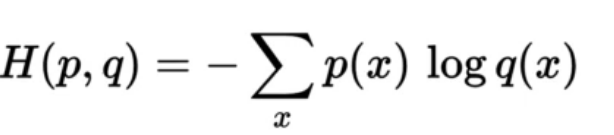 H(p, q) = − ∑ₓ p(x) log q(x)